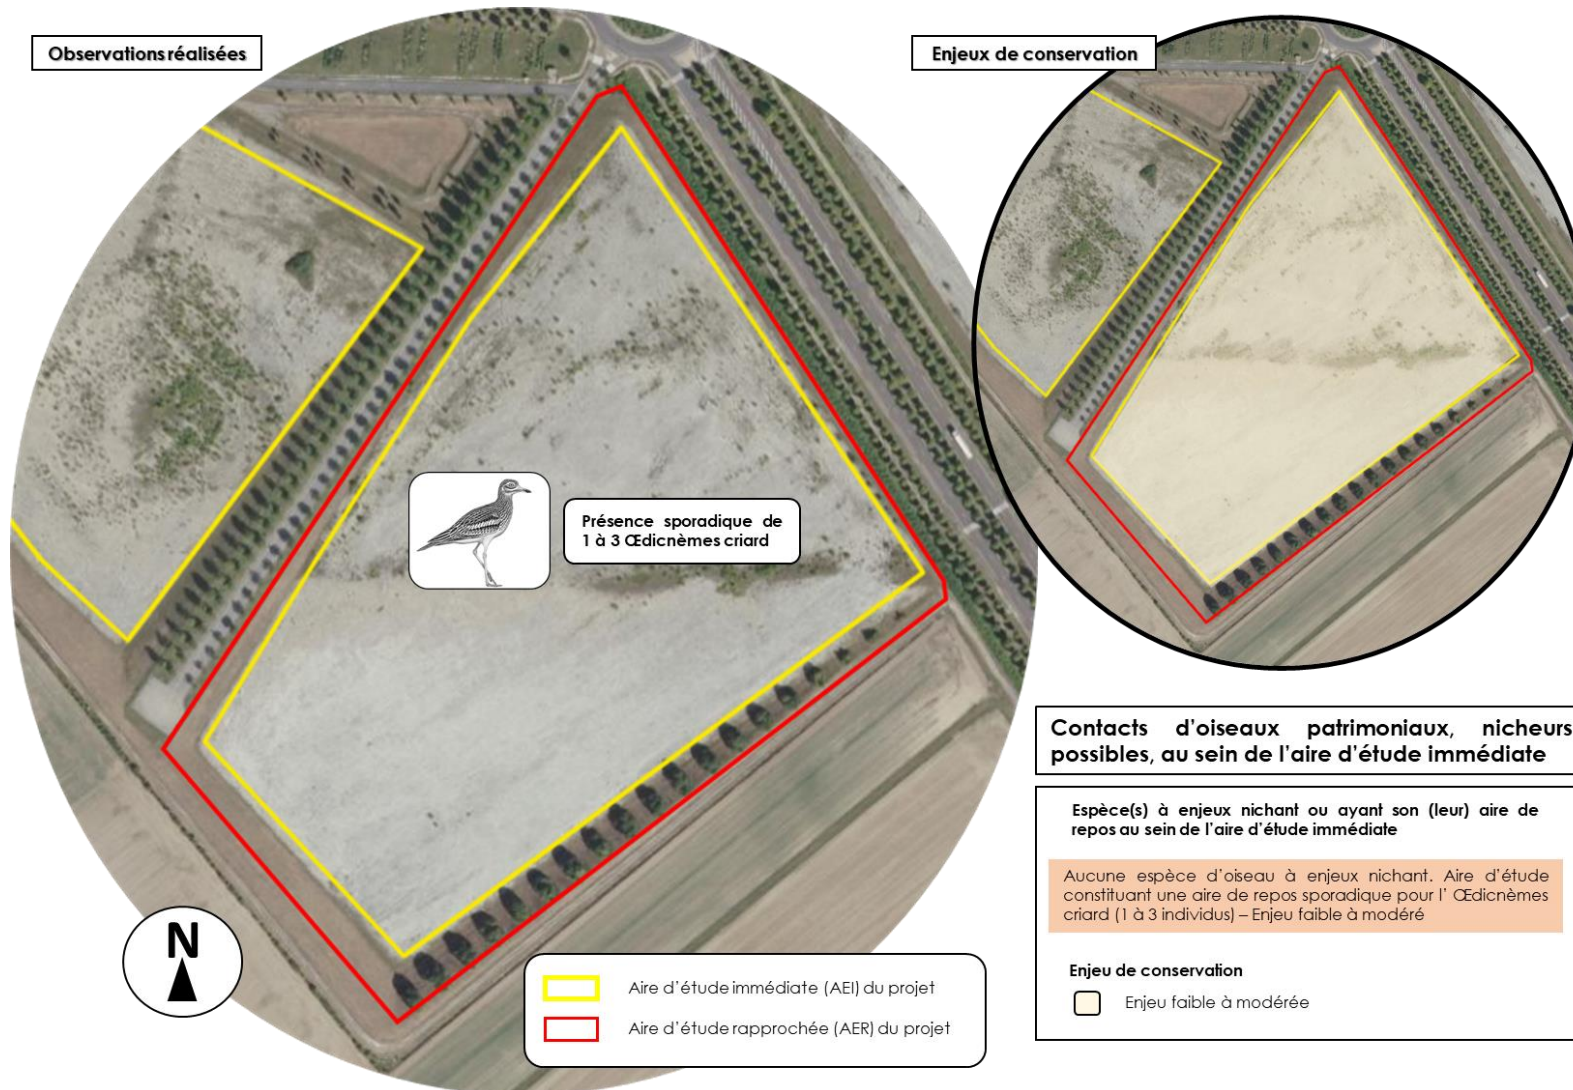 Observations réalisées
Enjeux de conservation
Présence sporadique de
1 à 3 Œdicnèmes criard
N
Aire d'étude immédiate (AEI) du projet
Aire d'étude rapprochée (AER) du projet
Contacts d'oiseaux patrimoniaux, nicheurs
possibles, au sein de l'aire d'étude immédiate
Espèce(s) à enjeux nichant ou ayant son (leur) aire de
repos au sein de l'aire d'étude immédiate
Aucune espèce d'oiseau à enjeux nichant. Aire d'étude
constituant une aire de repos sporadique pour l' Œdicnèmes
criard (1 à 3 individus) – Enjeu faible à modéré
Enjeu de conservation
Enjeu faible à modérée